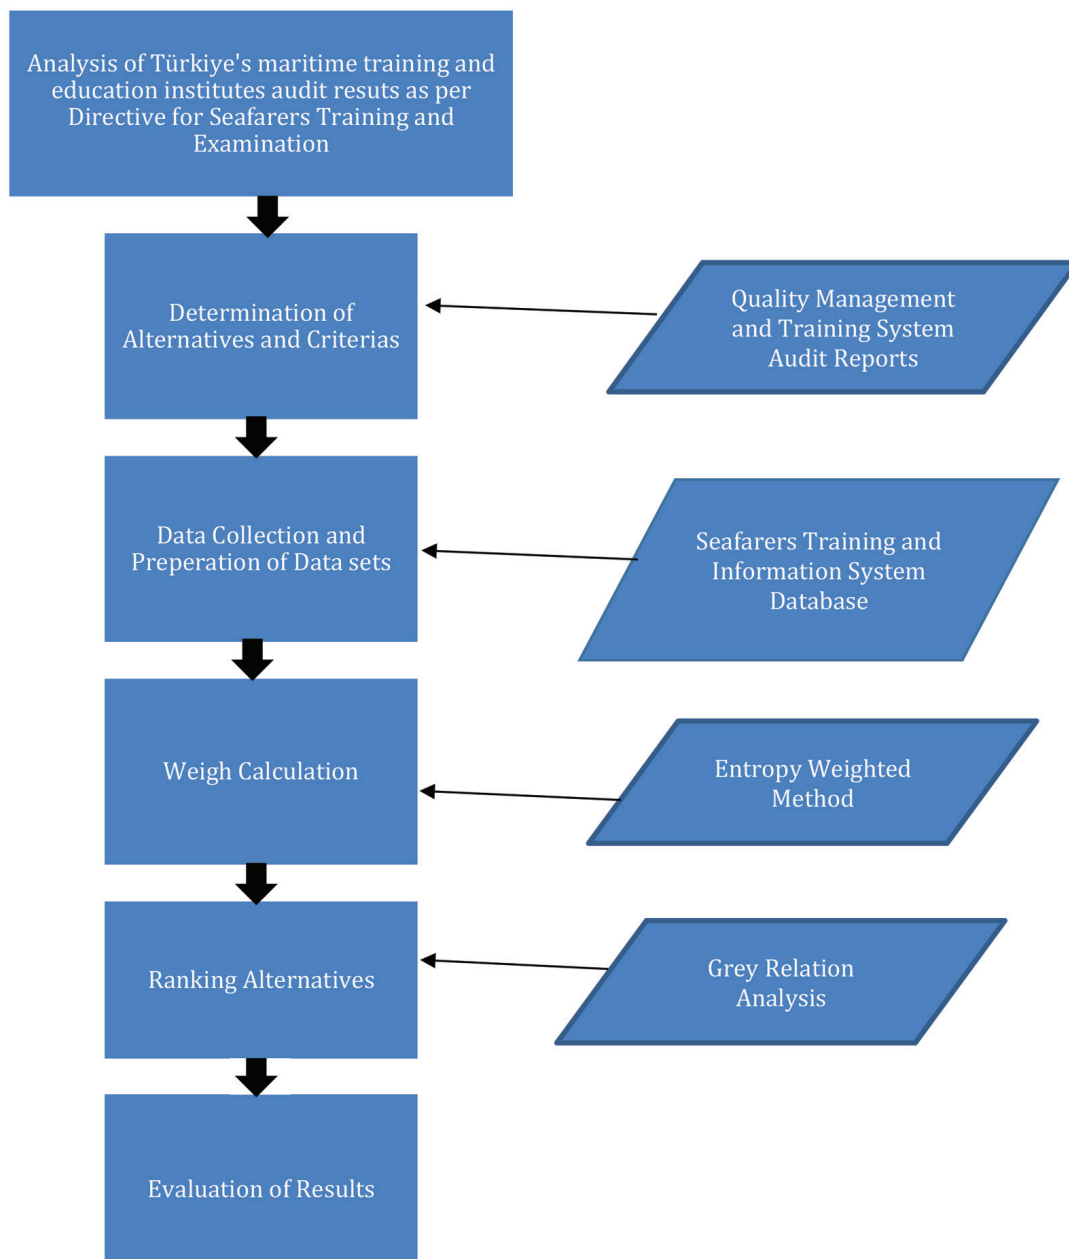 Analysis of Türkiye's maritime training and
education institutes audit resuts as per
Directive for Seafarers Training and
Examination
Determination of
Alternatives and Criterias
Quality Management
and Training System
Audit Reports
Data Collection and
Preperation of Data sets
Seafarers Training and
Information System
Database
Weigh Calculation
Entropy Weighted
Method
Ranking Alternatives
Grey Relation
Analysis
Evaluation of Results